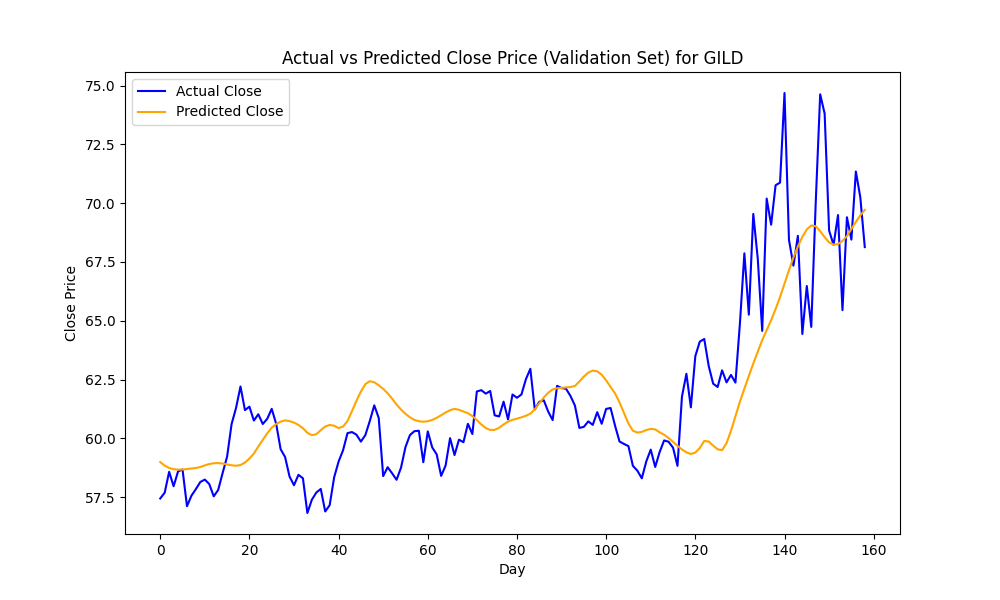 Actual vs Predicted Close Price (Validation Set) for GILD
Actual Close
Predicted Close
Close Price
75.0
72.5
70.0
67.5
65.0
62.5
60.0
57.5
0 20 40 60 80 100 120 140 160
Day